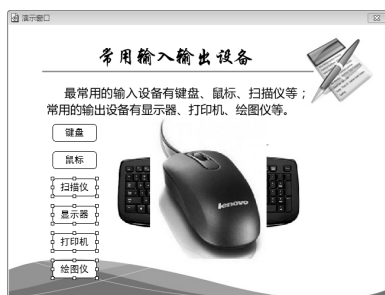 演示窗口
常用输入输出设备
最常用的输入设备有键盘、鼠标、扫描仪等；
常用的输出设备有显示器、打印机、绘图仪等。
键盘
鼠标
扫描仪
显示器
打印机
绘图仪
lenovo